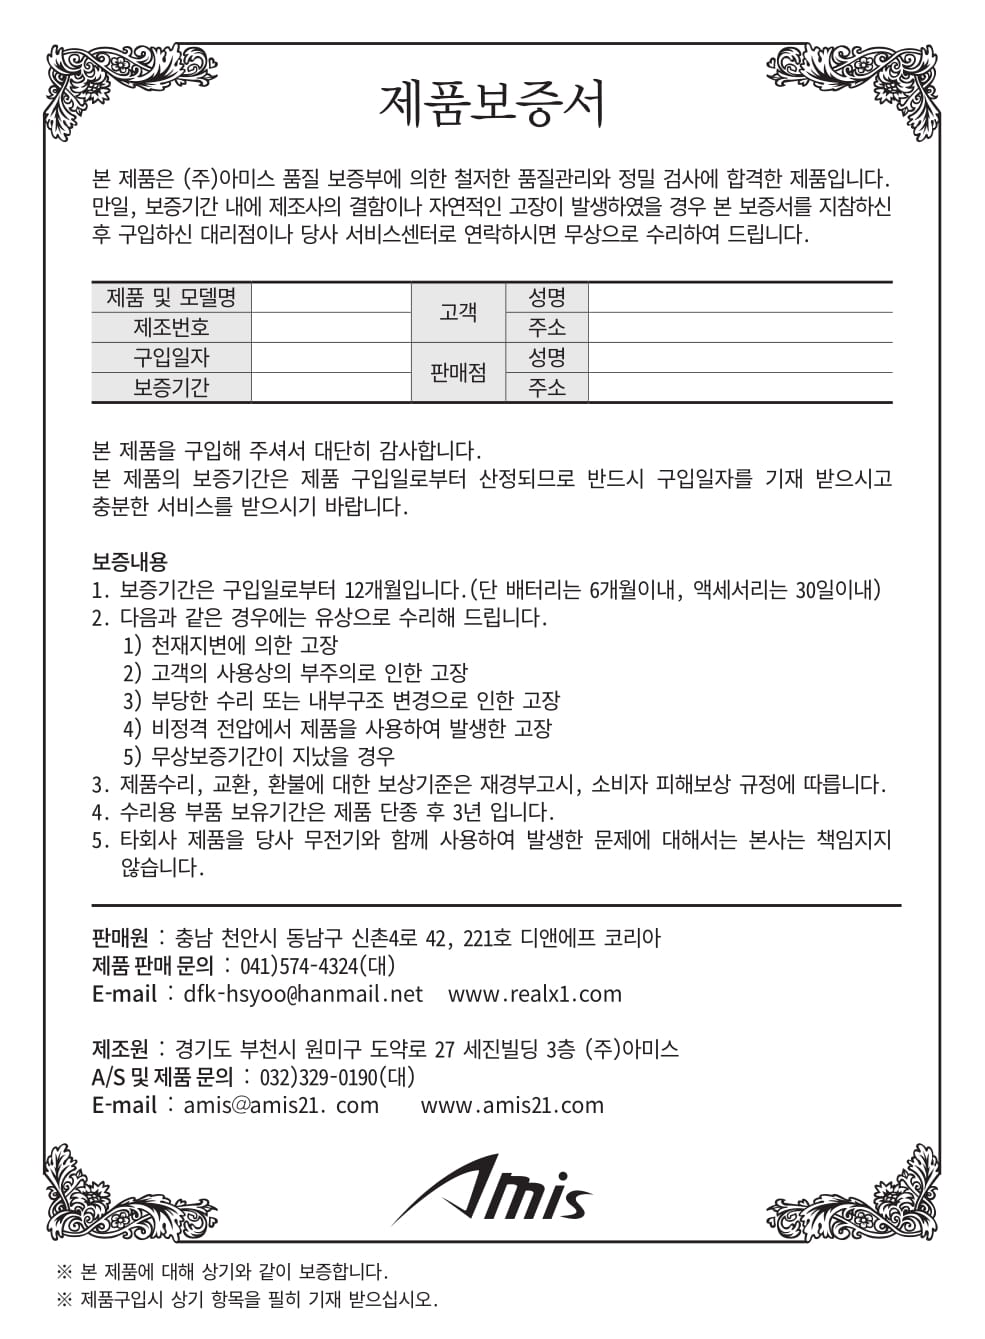 제품보증서
본 제품은 (주)아미스 품질 보증부에 의한 철저한 품질관리와 정밀 검사에 합격한 제품입니다.
만일, 보증기간 내에 제조사의 결함이나 자연적인 고장이 발생하였을 경우 본 보증서를 지참하신
후 구입하신 대리점이나 당사 서비스센터로 연락하시면 무상으로 수리하여 드립니다.
제품 및 모델명 고객 성명
제조번호 주소
구입일자 판매점 성명
보증기간 주소
본 제품을 구입해 주셔서 대단히 감사합니다.
본 제품의 보증기간은 제품 구입일로부터 산정되므로 반드시 구입일자를 기재 받으시고
충분한 서비스를 받으시기 바랍니다.
보증내용
1. 보증기간은 구입일로부터 12개월입니다.(단 배터리는 6개월이내, 액세서리는 30일이내)
2. 다음과 같은 경우에는 유상으로 수리해 드립니다.
1) 천재지변에 의한 고장
2) 고객의 사용상의 부주의로 인한 고장
3) 부당한 수리 또는 내부구조 변경으로 인한 고장
4) 비정격 전압에서 제품을 사용하여 발생한 고장
5) 무상보증기간이 지났을 경우
3. 제품수리, 교환, 환불에 대한 보상기준은 재경부고시, 소비자 피해보상 규정에 따릅니다.
4. 수리용 부품 보유기간은 제품 단종 후 3년 입니다.
5. 타회사 제품을 당사 무전기와 함께 사용하여 발생한 문제에 대해서는 본사는 책임지지
않습니다.
판매원 : 충남 천안시 동남구 신촌4로 42, 221호 디앤에프 코리아
제품 판매 문의 : 041)574-4324(대)
E-mail : dfk-hsyoo@hanmail.net www.realx1.com
제조원 : 경기도 부천시 원미구 도약로 27 세진빌딩 3층 (주)아미스
A/S 및 제품 문의 : 032)329-0190(대)
E-mail : amis@amis21. com www.amis21.com
Amis
※ 본 제품에 대해 상기와 같이 보증합니다.
※ 제품구입시 상기 항목을 필히 기재 받으십시오.